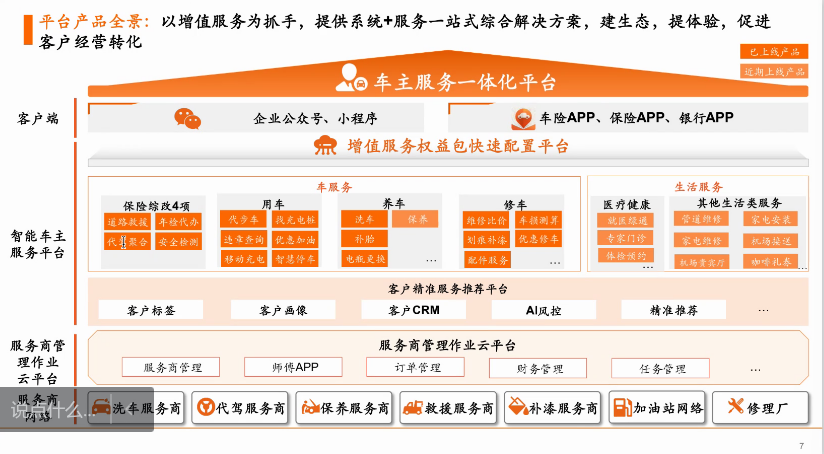 平台产品全景：以增值服务为抓手，提供系统+服务一站式综合解决方案，建生态，提体验，促进
客户经营转化
已上线产品
近期上线产品
车主服务一体化平台
客户端
企业公众号、小程序
车险APP、保险APP、银行APP
增值服务权益包快速配置平台
智能车主
服务平台
车服务
生活服务
保险综改4项
用车
养车
修车
医疗健康
其他生活类服务
道路救援 年检代办
代驾聚合 安全检测
代步车 找充电桩
违章查询 优惠加油
移动充电 智慧停车
洗车 保养
补胎
电瓶更换 ...
维修比价 车损测算
划痕补漆 优惠修车
配件服务 ...
就医综通
专家门诊
体检预约
...
管道维修 家电安装
家电维修 机场接送
机场贵宾厅 咖啡礼券
...
客户精准服务推荐平台
客户标签 客户画像 客户CRM AI风控 精准推荐 ...
服务商管
理作业
云平台
服务商管理作业云平台
服务商管理 师傅APP 订单管理 财务管理 任务管理 ...
服务商
网络
说点什么...
洗车服务商 代驾服务商 保养服务商 救援服务商 补漆服务商 加油站网络 修理厂
7